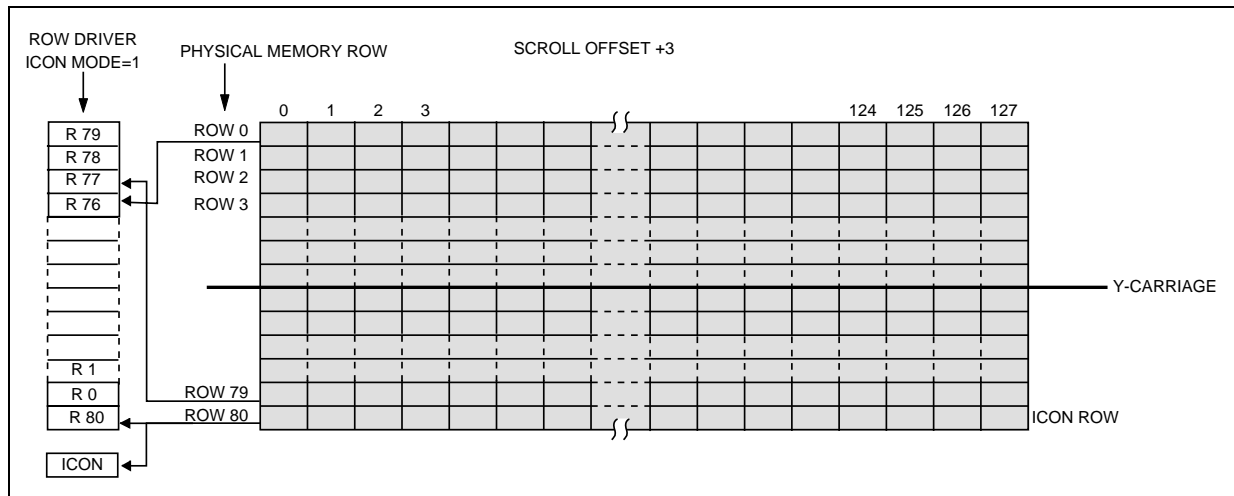 ROW DRIVER
ICON MODE=1
PHYSICAL MEMORY ROW
SCROLL OFFSET +3
0 1 2 3 124 125 126 127
R 79 ROW 0
R 78 ROW 1
R 77 ROW 2
R 76 ROW 3
Y-CARRIAGE
R 1
R 0 ROW 79
R 80 ROW 80 ICON ROW
ICON